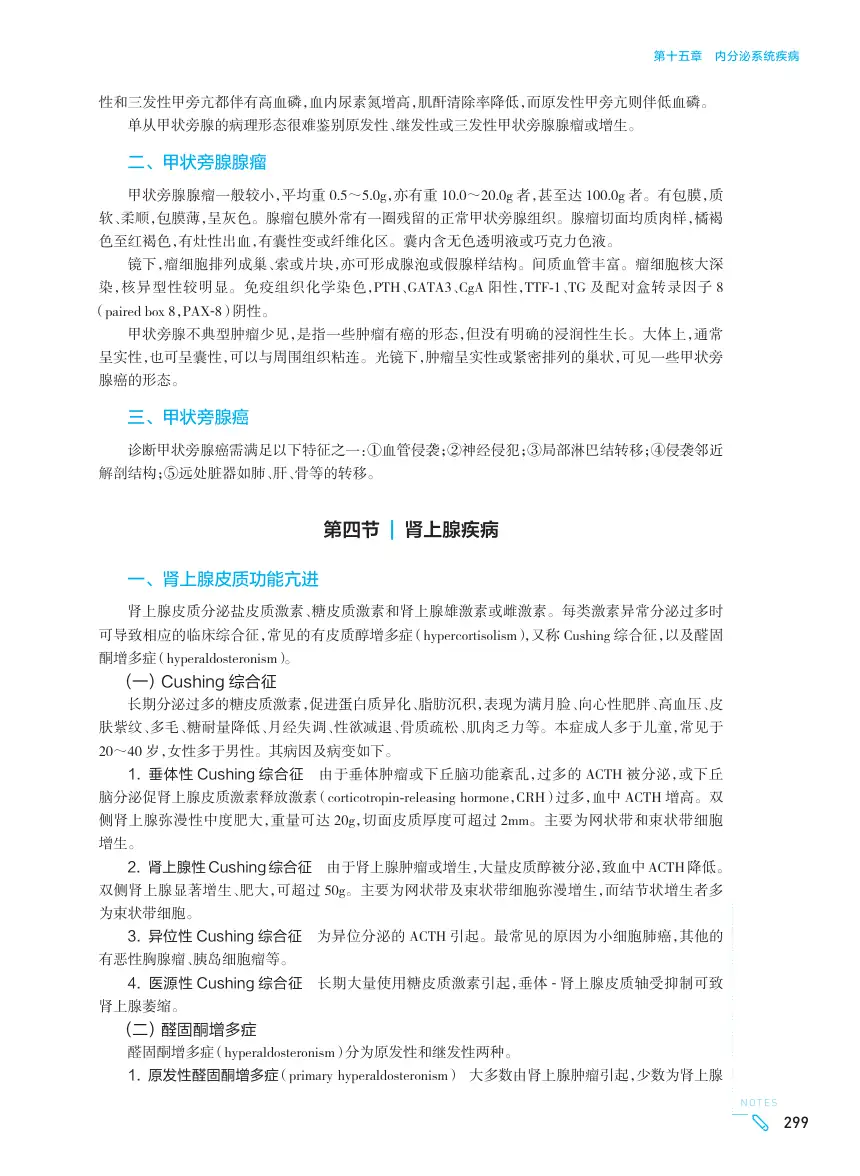 第十五章 内分泌系统疾病
性和三发性甲旁亢都伴有高血磷,血内尿素氮增高,肌酐清除率降低,而原发性甲旁亢则伴低血磷。
单从甲状旁腺的病理形态很难鉴别原发性、继发性或三发性甲状旁腺腺瘤或增生。
二、甲状旁腺腺瘤
甲状旁腺腺瘤一般较小,平均重 0.5～5.0g,亦有重 10.0～20.0g 者,甚至达 100.0g 者。有包膜,质
软、柔顺,包膜薄,呈灰色。腺瘤包膜外常有一圈残留的正常甲状旁腺组织。腺瘤切面均质肉样,橘褐
色至红褐色,有灶性出血,有囊性变或纤维化区。囊内含无色透明液或巧克力色液。
镜下,瘤细胞排列成巢、索或片块,亦可形成腺泡或假腺样结构。间质血管丰富。瘤细胞核大深
染,核异型性较明显。免疫组织化学染色,PTH、GATA3、CgA 阳性,TTF-1、TG 及配对盒转录因子 8
(paired box 8,PAX-8)阴性。
甲状旁腺不典型肿瘤少见,是指一些肿瘤有癌的形态,但没有明确的浸润性生长。大体上,通常
呈实性,也可呈囊性,可以与周围组织粘连。光镜下,肿瘤呈实性或紧密排列的巢状,可见一些甲状旁
腺癌的形态。
三、甲状旁腺癌
诊断甲状旁腺癌需满足以下特征之一:①血管侵袭;②神经侵犯;③局部淋巴结转移;④侵袭邻近
解剖结构;⑤远处脏器如肺、肝、骨等的转移。
第四节 | 肾上腺疾病
一、肾上腺皮质功能亢进
肾上腺皮质分泌盐皮质激素、糖皮质激素和肾上腺雄激素或雌激素。每类激素异常分泌过多时
可导致相应的临床综合征,常见的有皮质醇增多症(hypercortisolism),又称 Cushing 综合征,以及醛固
酮增多症(hyperaldosteronism)。
(一) Cushing 综合征
长期分泌过多的糖皮质激素,促进蛋白质异化、脂肪沉积,表现为满月脸、向心性肥胖、高血压、皮
肤紫纹、多毛、糖耐量降低、月经失调、性欲减退、骨质疏松、肌肉乏力等。本症成人多于儿童,常见于
20～40 岁,女性多于男性。其病因及病变如下。
1. 垂体性 Cushing 综合征 由于垂体肿瘤或下丘脑功能紊乱,过多的 ACTH 被分泌,或下丘
脑分泌促肾上腺皮质激素释放激素(corticotropin-releasing hormone,CRH)过多,血中 ACTH 增高。双
侧肾上腺弥漫性中度肥大,重量可达 20g,切面皮质厚度可超过 2mm。主要为网状带和束状带细胞
增生。
2. 肾上腺性 Cushing 综合征 由于肾上腺肿瘤或增生,大量皮质醇被分泌,致血中 ACTH 降低。
双侧肾上腺显著增生、肥大,可超过 50g。主要为网状带及束状带细胞弥漫增生,而结节状增生者多
为束状带细胞。
3. 异位性 Cushing 综合征 为异位分泌的 ACTH 引起。最常见的原因为小细胞肺癌,其他的
有恶性胸腺瘤、胰岛细胞瘤等。
4. 医源性 Cushing 综合征 长期大量使用糖皮质激素引起,垂体 - 肾上腺皮质轴受抑制可致
肾上腺萎缩。
(二) 醛固酮增多症
醛固酮增多症(hyperaldosteronism)分为原发性和继发性两种。
1. 原发性醛固酮增多症(primary hyperaldosteronism) 大多数由肾上腺肿瘤引起,少数为肾上腺
NOTES
299